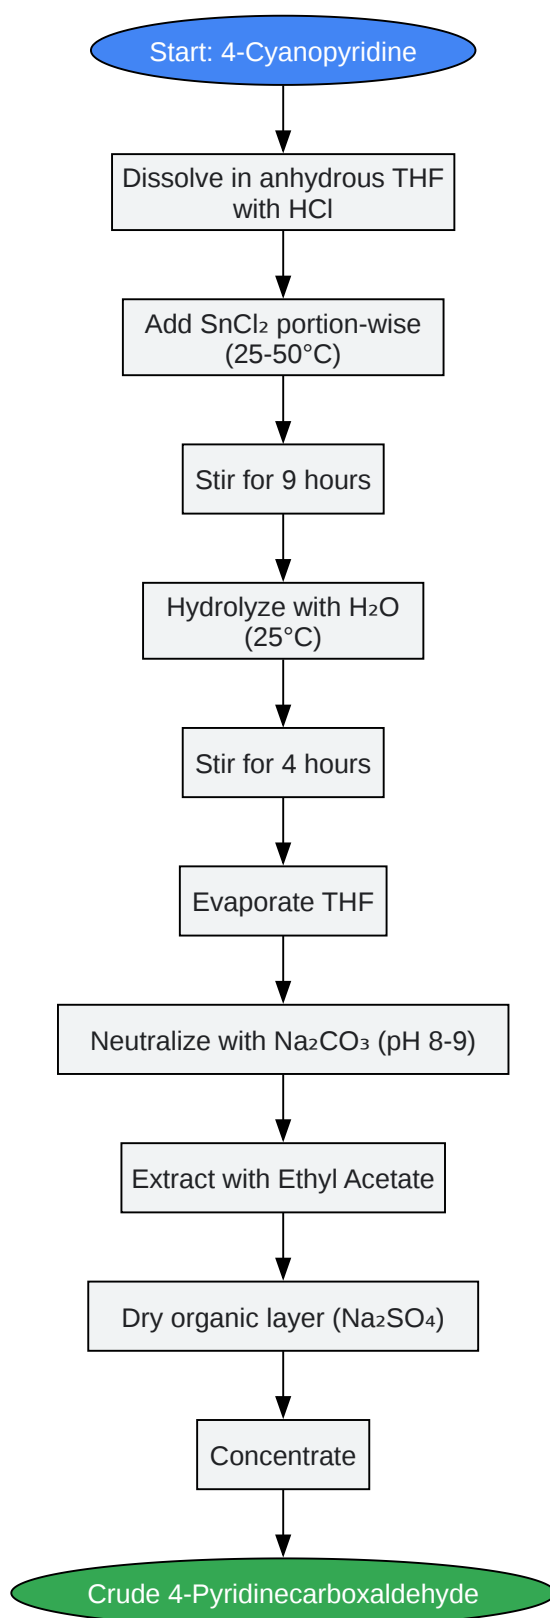 Start: 4-Cyanopyridine
Dissolve in anhydrous THF
with HCl
Add SnCl₂ portion-wise
(25-50°C)
Stir for 9 hours
Hydrolyze with H₂O
(25°C)
Stir for 4 hours
Evaporate THF
Neutralize with Na₂CO₃ (pH 8-9)
Extract with Ethyl Acetate
Dry organic layer (Na₂SO₄)
Concentrate
Crude 4-Pyridinecarboxaldehyde